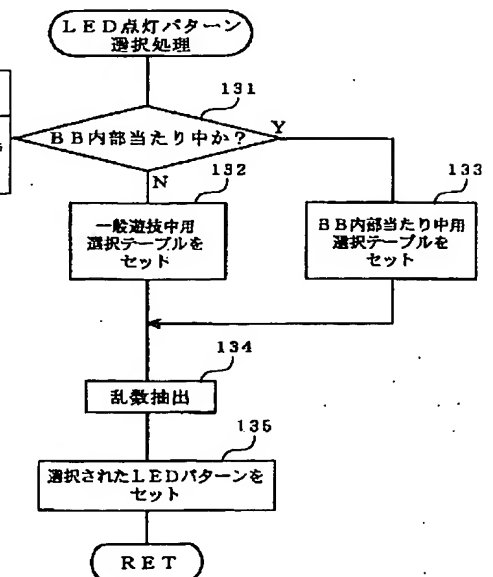 LED点灯パターン
選択処理
131
BB内部当たり中か?
Y
N
132
一般遊技中用
選択テーブルを
セット
133
BB内部当たり中用
選択テーブルを
セット
134
乱数抽出
135
選択されたLEDパターンを
セット
RET